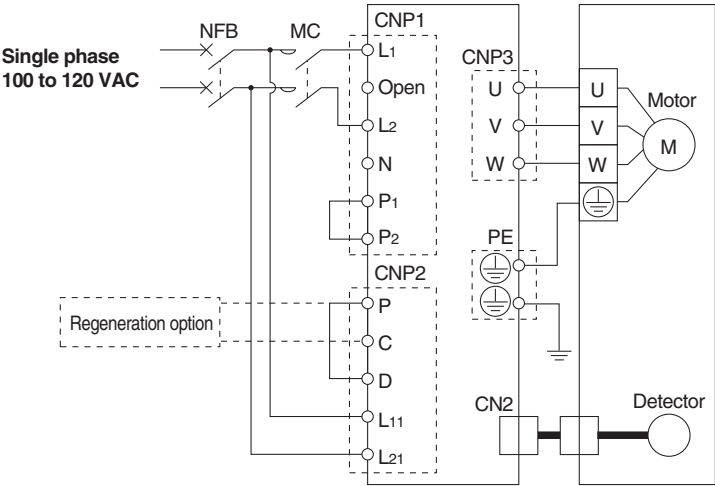 NFB
MC
Single phase
100 to 120 VAC
CNP1
L1
Open
L2
N
P1
P2
CNP2
P
C
D
L11
L21
Regeneration option
CNP3
U
V
W
PE
CN2
U
V
W
Motor
M
Detector